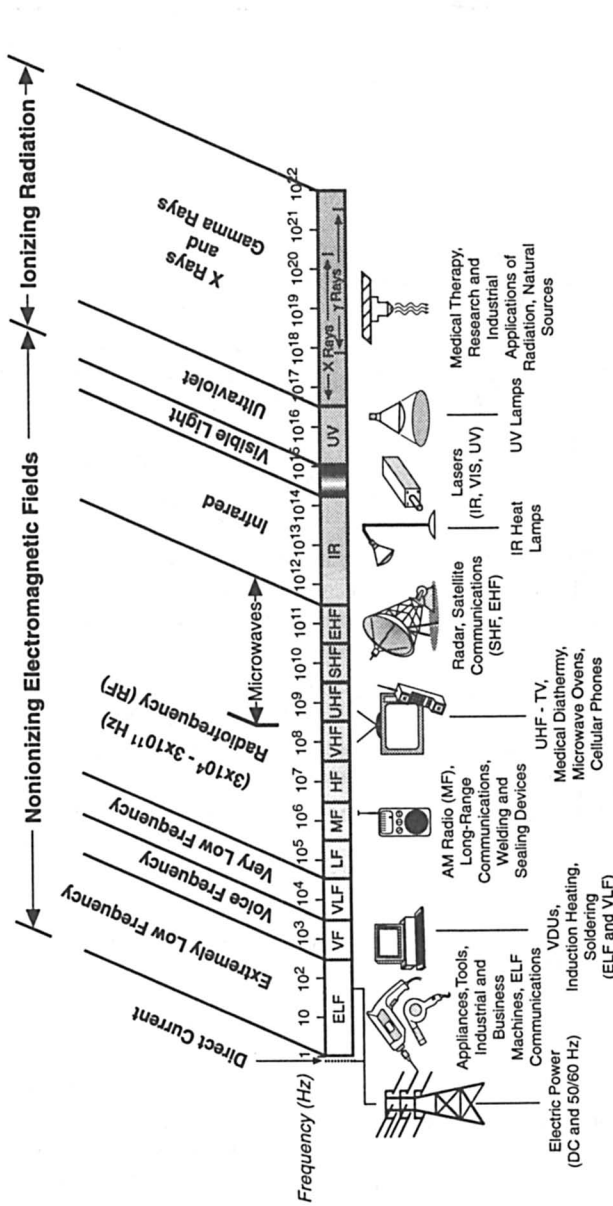 Nonionizing Electromagnetic Fields
Ionizing Radiation
Direct Current
Extremely Low Frequency
Voice Frequency
Very Low Frequency
Radiofrequency (RF)
(3x10⁴ - 3x10¹¹ Hz)
Microwaves
Infrared
Visible Light
Ultraviolet
X Rays
and
Gamma Rays
Frequency (Hz)
1 10 10² 10³ 10⁴ 10⁵ 10⁶ 10⁷ 10⁸ 10⁹ 10¹⁰ 10¹¹ 10¹² 10¹³ 10¹⁴ 10¹⁵ 10¹⁶ 10¹⁷ 10¹⁸ 10¹⁹ 10²⁰ 10²¹ 10²²
ELF VF VLF LF MF HF VHF UHF SHF EHF IR UV
X Rays
γ Rays
Electric Power
(DC and 50/60 Hz)
Appliances,Tools,
Industrial and
Business
Machines, ELF
Communications
VDUs,
Induction Heating,
Soldering
(ELF and VLF)
AM Radio (MF),
Long-Range
Communications,
Welding and
Sealing Devices
UHF - TV,
Medical Diathermy,
Microwave Ovens,
Cellular Phones
Radar, Satellite
Communications
(SHF, EHF)
IR Heat
Lamps
Lasers
(IR, VIS, UV)
UV Lamps
Medical Therapy,
Research and
Industrial
Applications of
Radiation, Natural
Sources